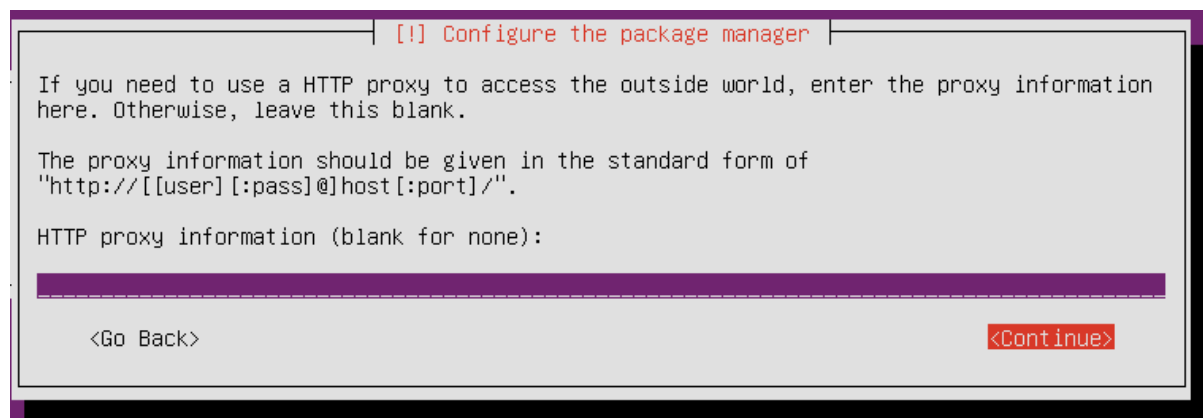 [!] Configure the package manager
If you need to use a HTTP proxy to access the outside world, enter the proxy information
here. Otherwise, leave this blank.
The proxy information should be given in the standard form of
"http://[[user][:pass]@]host[:port]/".
HTTP proxy information (blank for none):
<Go Back>
<Continue>